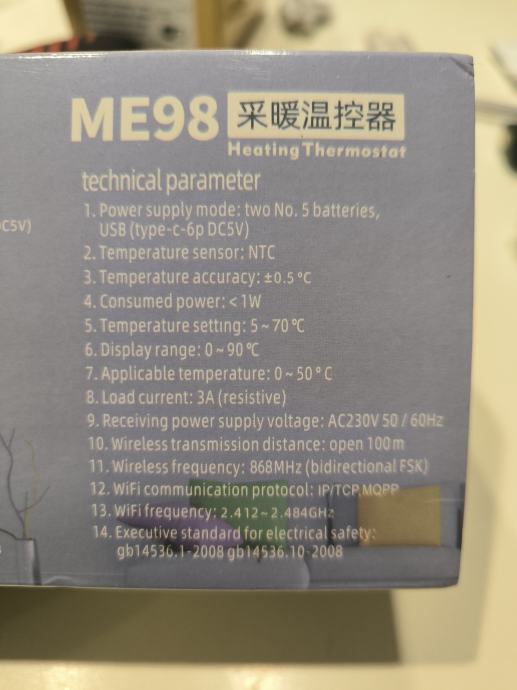 ME98 采暖温控器
Heating Thermostat
technical parameter
1. Power supply mode: two No. 5 batteries,
USB (type-c-6p DC5V)
C5V)
2. Temperature sensor: NTC
3. Temperature accuracy: ±0.5℃
4. Consumed power: < 1W
5. Temperature setting: 5~70℃
6. Display range: 0~90℃
7. Applicable temperature: 0~50°C
8. Load current: 3A (resistive)
9. Receiving power supply voltage: AC230V 50 / 60Hz
10. Wireless transmission distance: open 100m
11. Wireless frequency: 868MHz (bidirectional FSK)
12. WiFi communication protocol: IP/TCP,MQPP
13. WiFi frequency: 2.412~2.484GHz
14. Executive standard for electrical safety:
gb14536.1-2008 gb14536.10-2008